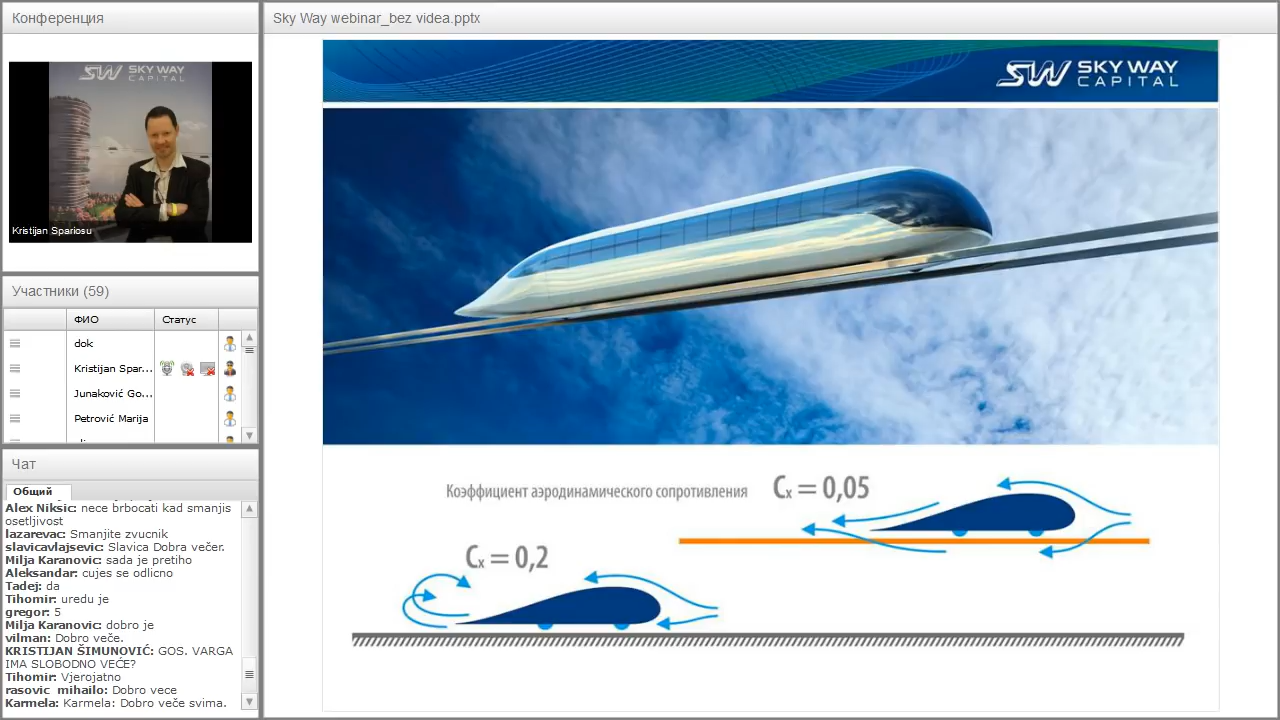 Конференция
SW SKY WAY
CAPITAL
Kristijan Spariosu
Участники (59)
ФИО Статус
dok
Kristijan Spar...
Junaković Go...
Petrović Marija
Чат
Общий
Alex Niksic: nece brbocati kad smanjis
osetljivost
lazarevac: Smanjite zvucnik
slavicavlajsevic: Slavica Dobra večer.
Milja Karanovic: sada je pretiho
Aleksandar: cujes se odlicno
Tadej: da
Tihomir: uredu je
gregor: 5
Milja Karanovic: dobro je
vilman: Dobro veče.
KRISTIJAN ŠIMUNOVIĆ: GOS. VARGA
IMA SLOBODNO VEĆE?
Tihomir: Vjerojatno
rasovic mihailo: Dobro vece
Karmela: Karmela: Dobro veče svima.
Sky Way webinar_bez videa.pptx
SW SKY WAY
CAPITAL
Коэффициент аэродинамического сопротивления
Cx = 0,05
Cx = 0,2